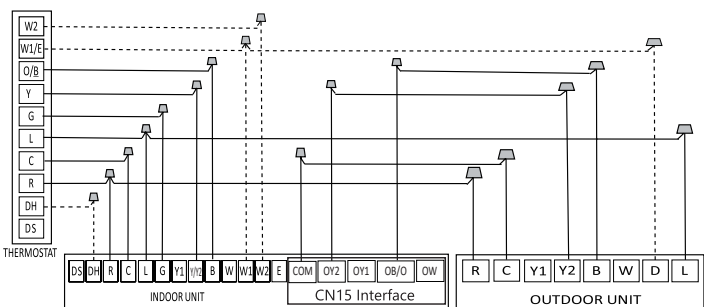 W2
W1/E
O/B
Y
G
L
C
R
DH
DS
THERMOSTAT
DS DH R C L G Y1 Y/Y2 B W W1 W2 E COM OY2 OY1 OB/O OW
INDOOR UNIT
CN15 Interface
R C Y1 Y2 B W D L
OUTDOOR UNIT